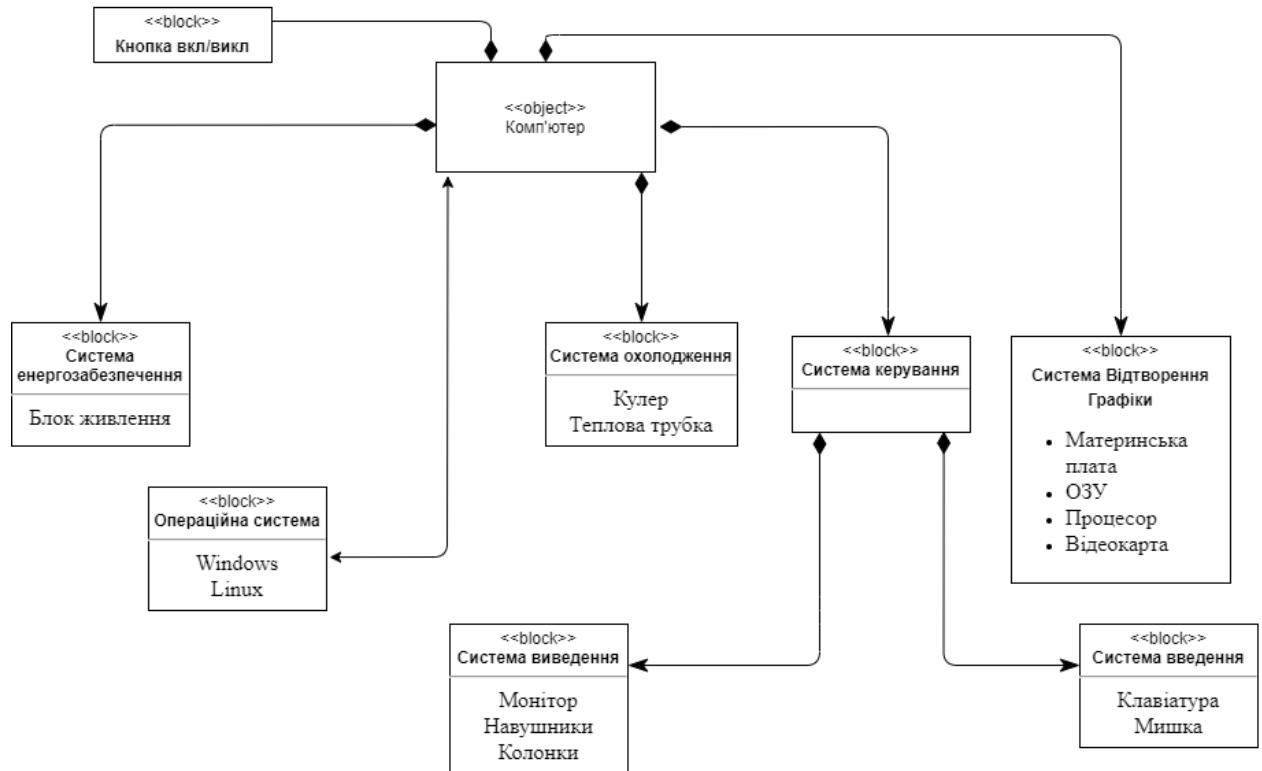 <<block>>
Кнопка вкл/викл
<<object>>
Комп'ютер
<<block>>
Система
енергозабезпечення
Блок живлення
<<block>>
Система охолодження
Кулер
Теплова трубка
<<block>>
Система керування
<<block>>
Система Відтворення
Графіки
Материнська
плата
ОЗУ
Процесор
Відеокарта
<<block>>
Операційна система
Windows
Linux
<<block>>
Система виведення
Монітор
Навушники
Колонки
<<block>>
Система введення
Клавіатура
Мишка